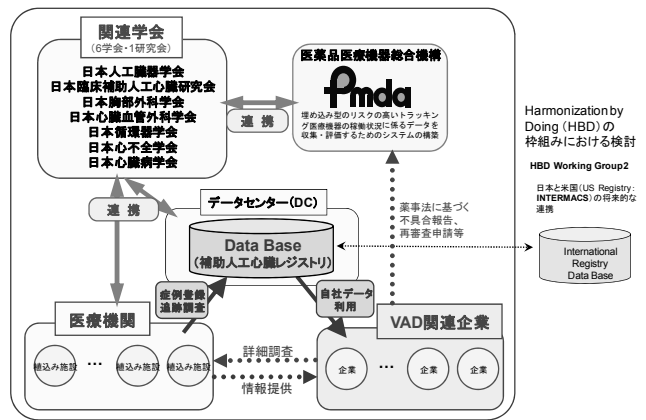 関連学会
(6学会・1研究会)
日本人工臓器学会
日本臨床補助人工心臓研究会
日本胸部外科学会
日本心臓血管外科学会
日本循環器学会
日本心不全学会
日本心臓病学会
連 携
医薬品医療機器総合機構
Pmda
埋め込み型のリスクの高いトラッキン
グ医療機器の稼働状況に係るデータを
収集・評価するためのシステムの構築
Harmonization by
Doing (HBD)の
枠組みにおける検討
HBD Working Group2
日本と米国(US Registry:
INTERMACS)の将来的な
連携
International
Registry
Data Base
連 携
データセンター(DC)
Data Base
(補助人工心臓レジストリ)
薬事法に基づく
不具合報告、
再審査申請等
症例登録
追跡調査
自社データ
利用
医療機関
植込み施設
…
植込み施設
植込み施設
詳細調査
情報提供
VAD関連企業
企業
…
企業
企業